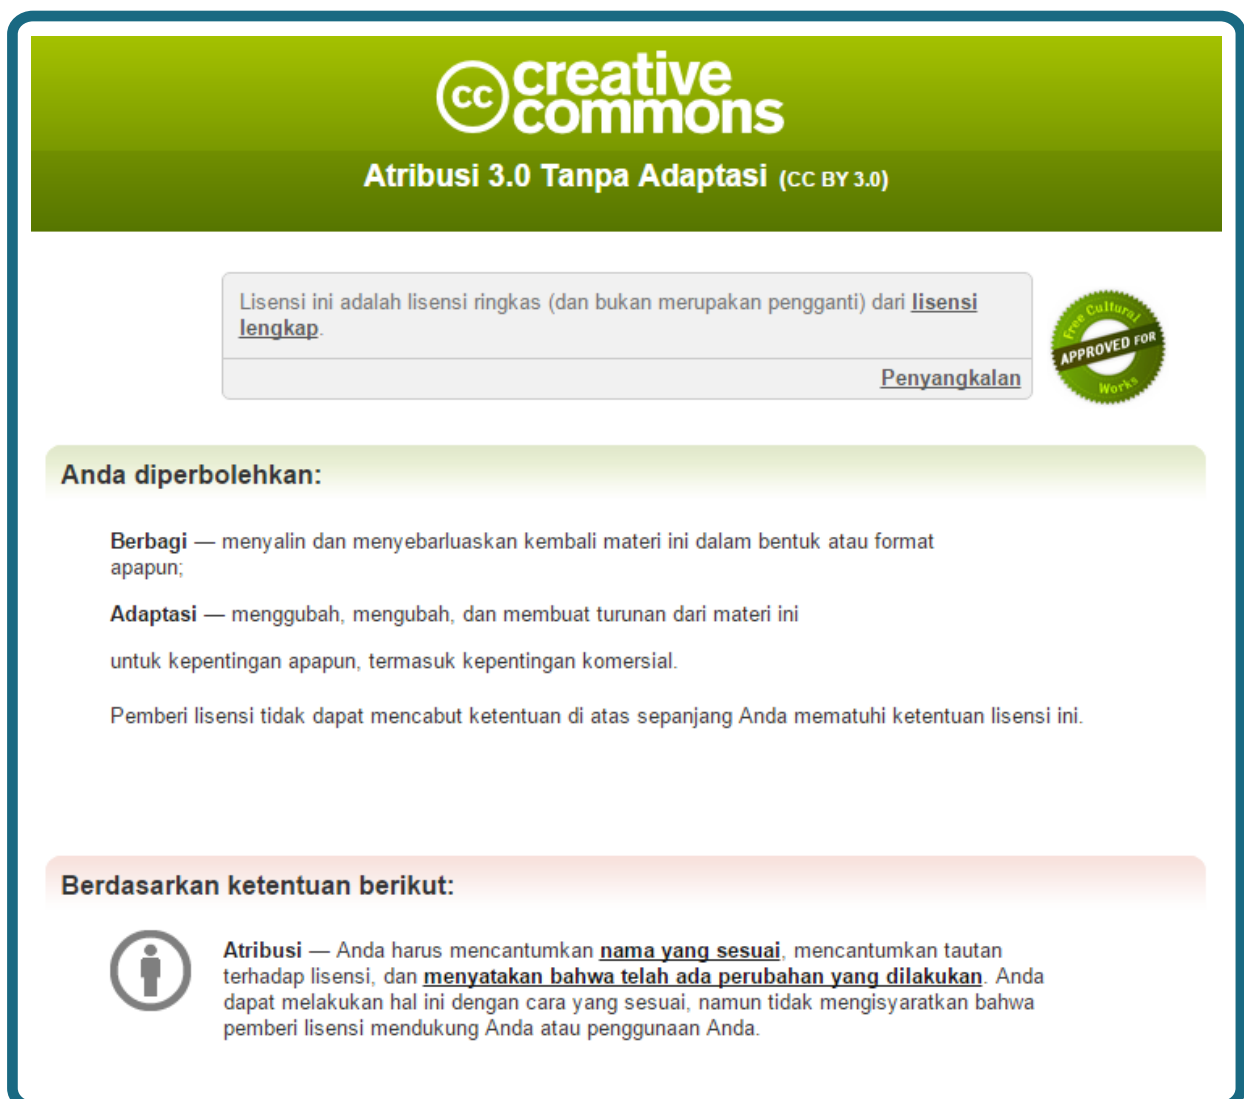 cc creative
commons
Atribusi 3.0 Tanpa Adaptasi (CC BY 3.0)
Lisensi ini adalah lisensi ringkas (dan bukan merupakan pengganti) dari lisensi
lengkap.
Penyangkalan
Free Cultural
APPROVED FOR
Works
Anda diperbolehkan:
Berbagi — menyalin dan menyebarluaskan kembali materi ini dalam bentuk atau format
apapun;
Adaptasi — menggubah, mengubah, dan membuat turunan dari materi ini
untuk kepentingan apapun, termasuk kepentingan komersial.
Pemberi lisensi tidak dapat mencabut ketentuan di atas sepanjang Anda mematuhi ketentuan lisensi ini.
Berdasarkan ketentuan berikut:
Atribusi — Anda harus mencantumkan nama yang sesuai, mencantumkan tautan
terhadap lisensi, dan menyatakan bahwa telah ada perubahan yang dilakukan. Anda
dapat melakukan hal ini dengan cara yang sesuai, namun tidak mengisyaratkan bahwa
pemberi lisensi mendukung Anda atau penggunaan Anda.